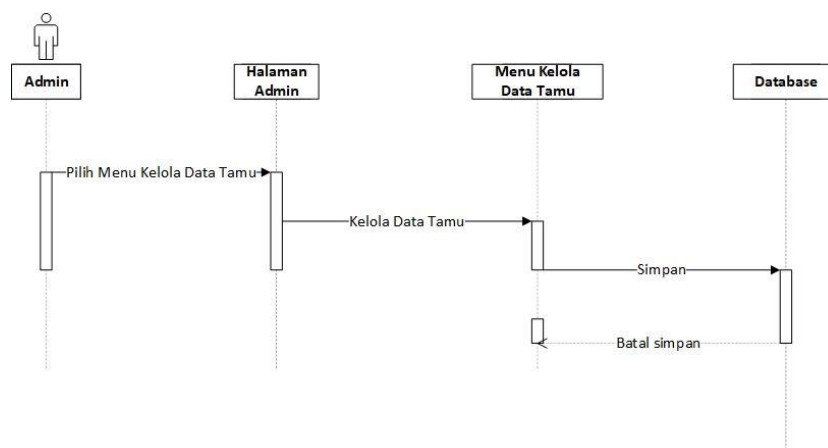 Admin
Halaman
Admin
Menu Kelola
Data Tamu
Database
Pilih Menu Kelola Data Tamu
Kelola Data Tamu
Simpan
Batal simpan